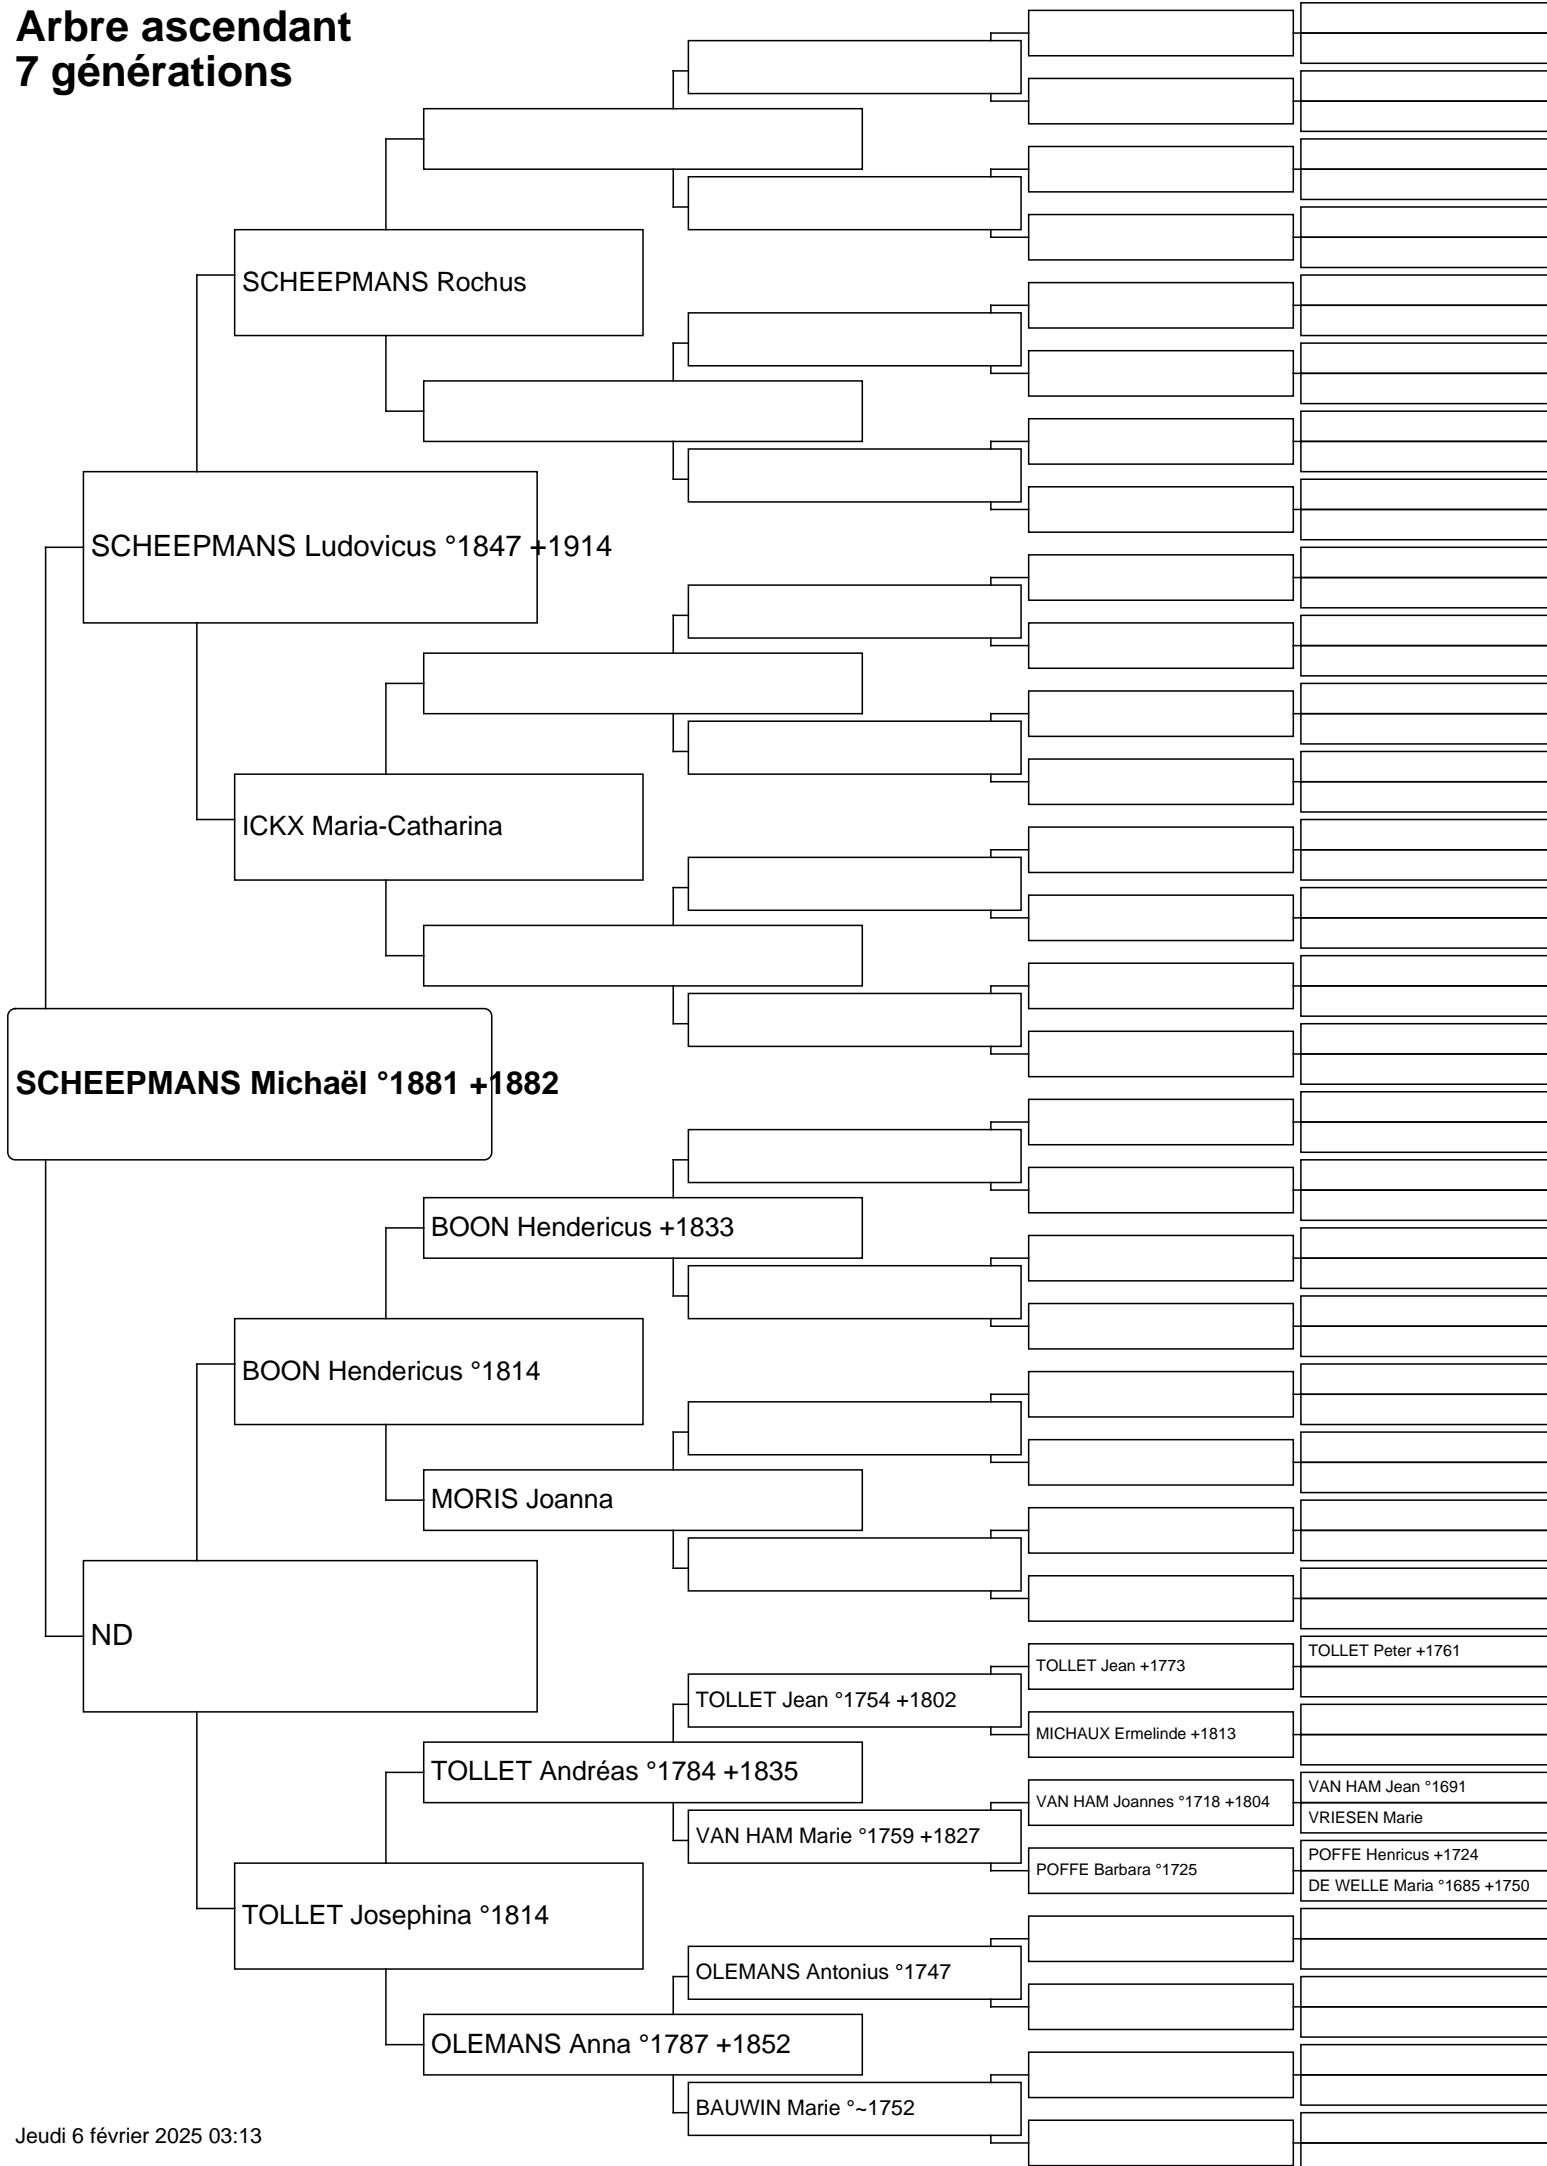 Arbre ascendant
7 générations
SCHEEPMANS Rochus
SCHEEPMANS Ludovicus °1847 +1914
ICKX Maria-Catharina
SCHEEPMANS Michaël °1881 +1882
BOON Hendericus +1833
BOON Hendericus °1814
MORIS Joanna
ND
TOLLET Peter +1761
TOLLET Jean +1773
TOLLET Jean °1754 +1802
MICHAUX Ermelinde +1813
TOLLET Andréas °1784 +1835
VAN HAM Jean °1691
VAN HAM Joannes °1718 +1804
VRIESEN Marie
VAN HAM Marie °1759 +1827
POFFE Henricus +1724
POFFE Barbara °1725
DE WELLE Maria °1685 +1750
TOLLET Josephina °1814
OLEMANS Antonius °1747
OLEMANS Anna °1787 +1852
BAUWIN Marie °~1752
Jeudi 6 février 2025 03:13